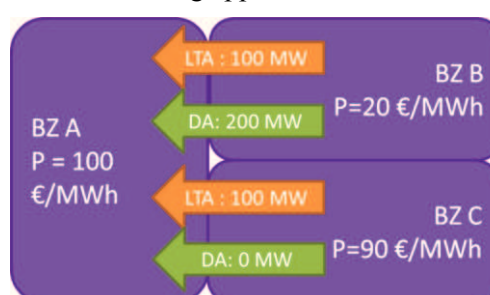 BZ A
P = 100
€/MWh
LTA : 100 MW
DA: 200 MW
BZ B
P=20 €/MWh
LTA : 100 MW
DA: 0 MW
BZ C
P=90 €/MWh